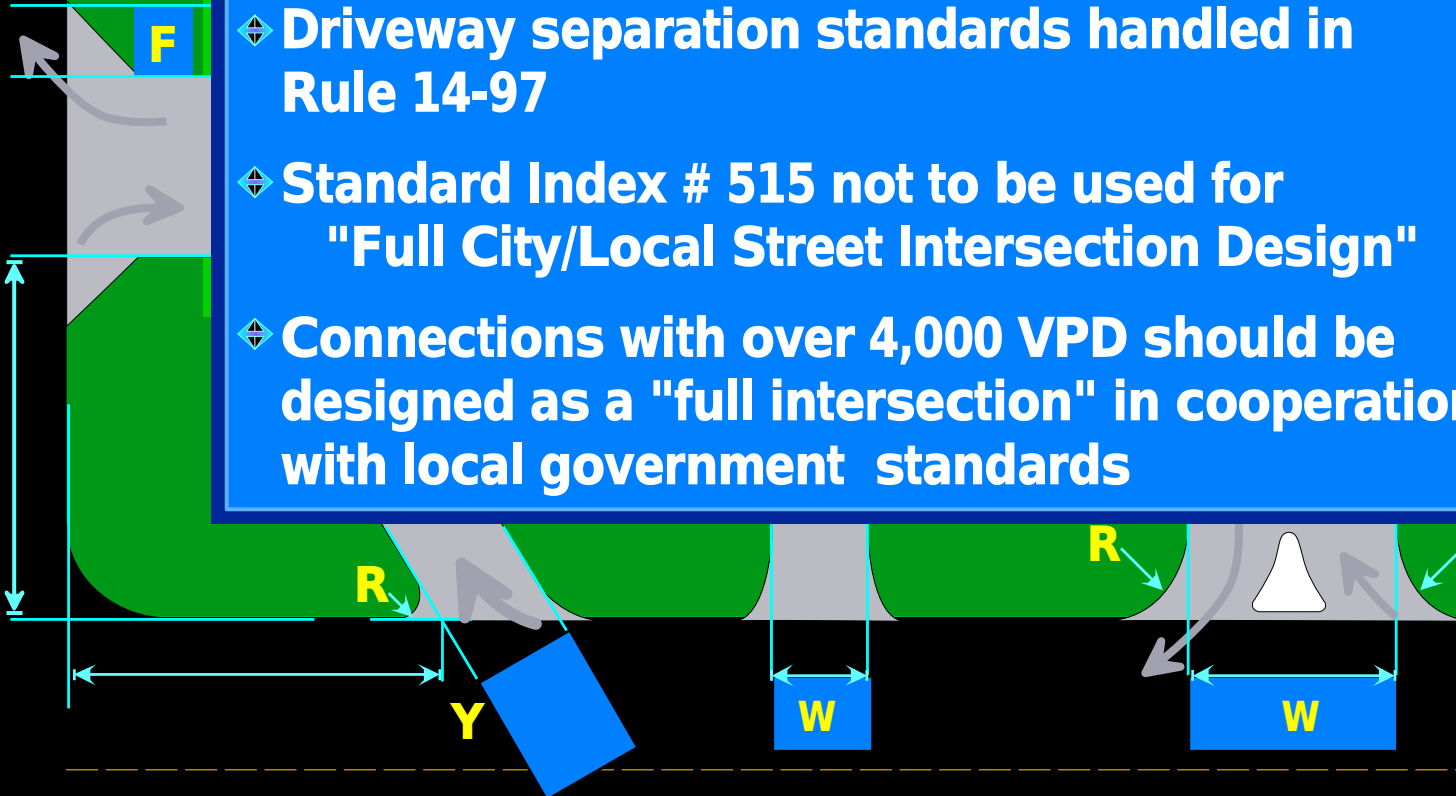 F
Driveway separation standards handled in
Rule 14-97
Standard Index # 515 not to be used for
"Full City/Local Street Intersection Design"
Connections with over 4,000 VPD should be
designed as a "full intersection" in
with local government standards
R
R
Y
W
W